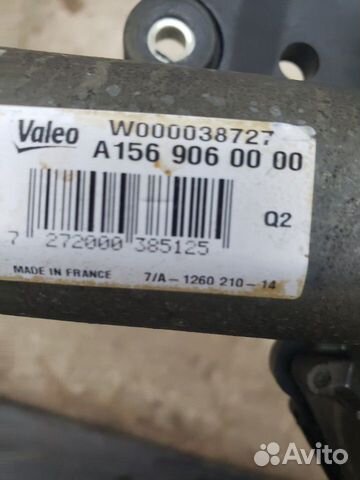 Valeo
W000038727
A156 906 00 00
Q2
7 272000 385125
MADE IN FRANCE
7/A-1260 210-14
Avito